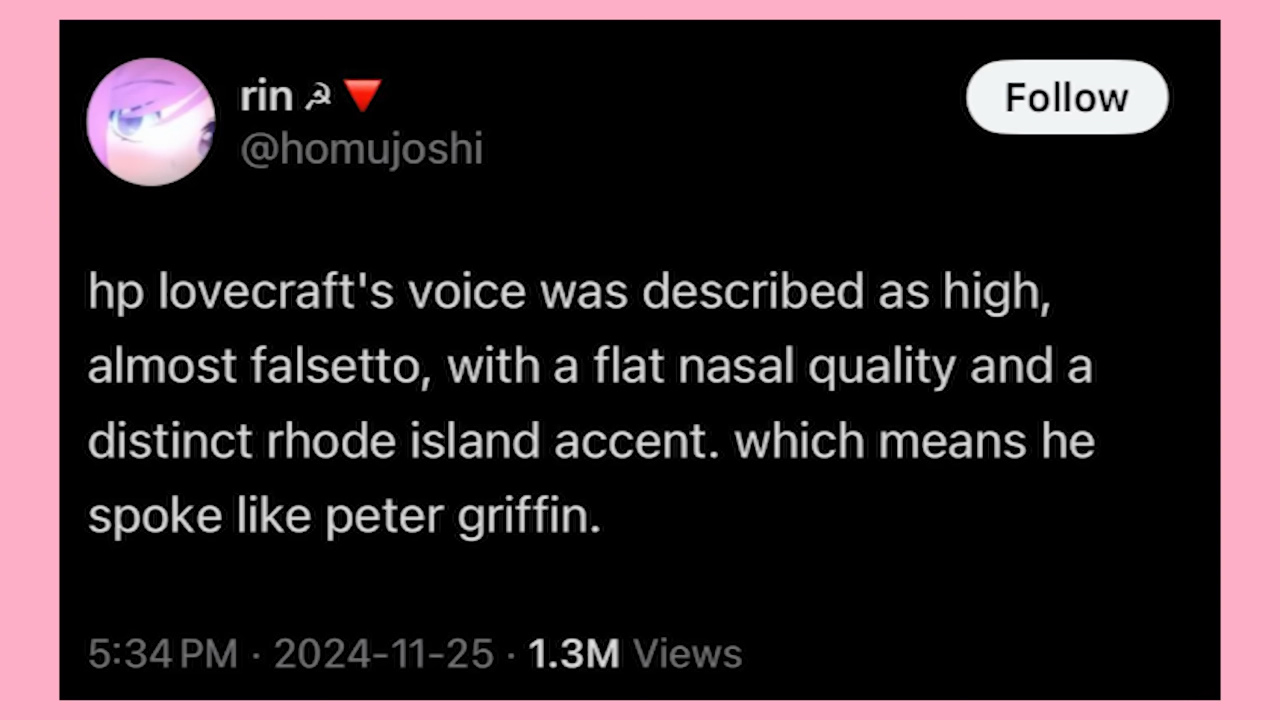 rin ☭🔻
Follow
@homujoshi
hp lovecraft's voice was described as high,
almost falsetto, with a flat nasal quality and a
distinct rhode island accent. which means he
spoke like peter griffin.
5:34 PM · 2024-11-25 · 1.3M Views